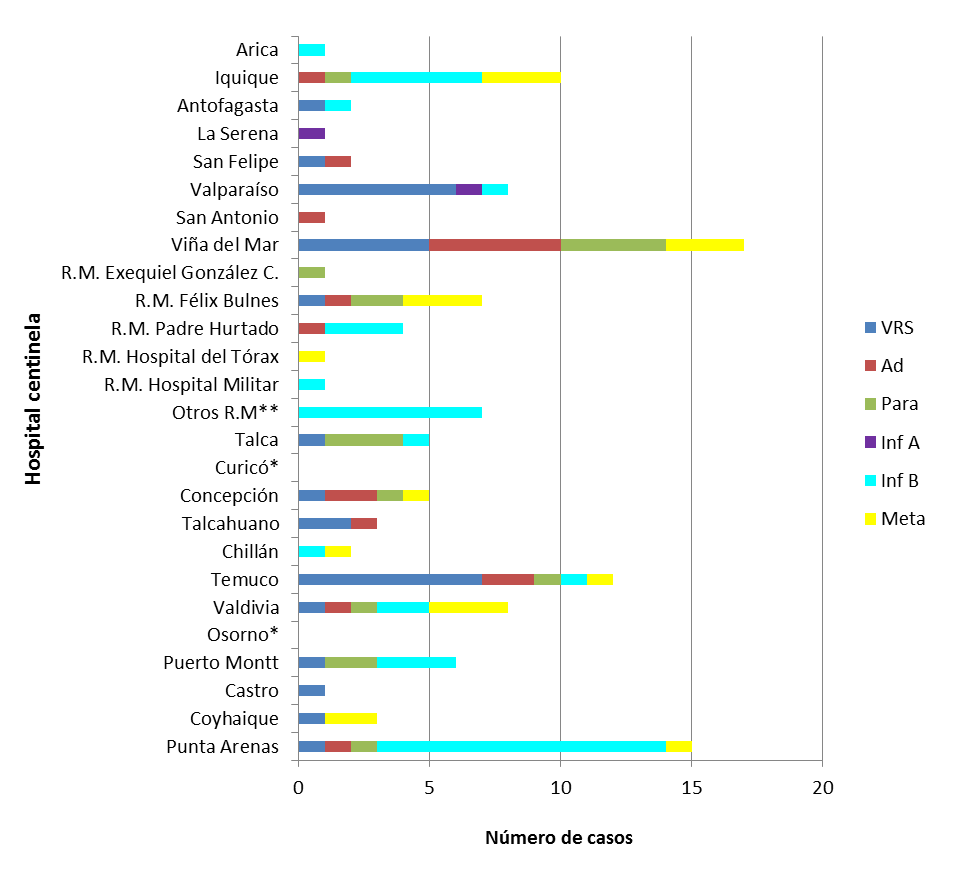 Arica
Iquique
Antofagasta
La Serena
San Felipe
Valparaíso
San Antonio
Viña del Mar
R.M. Exequiel González C.
R.M. Félix Bulnes
R.M. Padre Hurtado
R.M. Hospital del Tórax
R.M. Hospital Militar
Otros R.M**
Talca
Curicó*
Concepción
Talcahuano
Chillán
Temuco
Valdivia
Osorno*
Puerto Montt
Castro
Coyhaique
Punta Arenas
Hospital centinela
0 5 10 15 20
Número de casos
VRS
Ad
Para
Inf A
Inf B
Meta